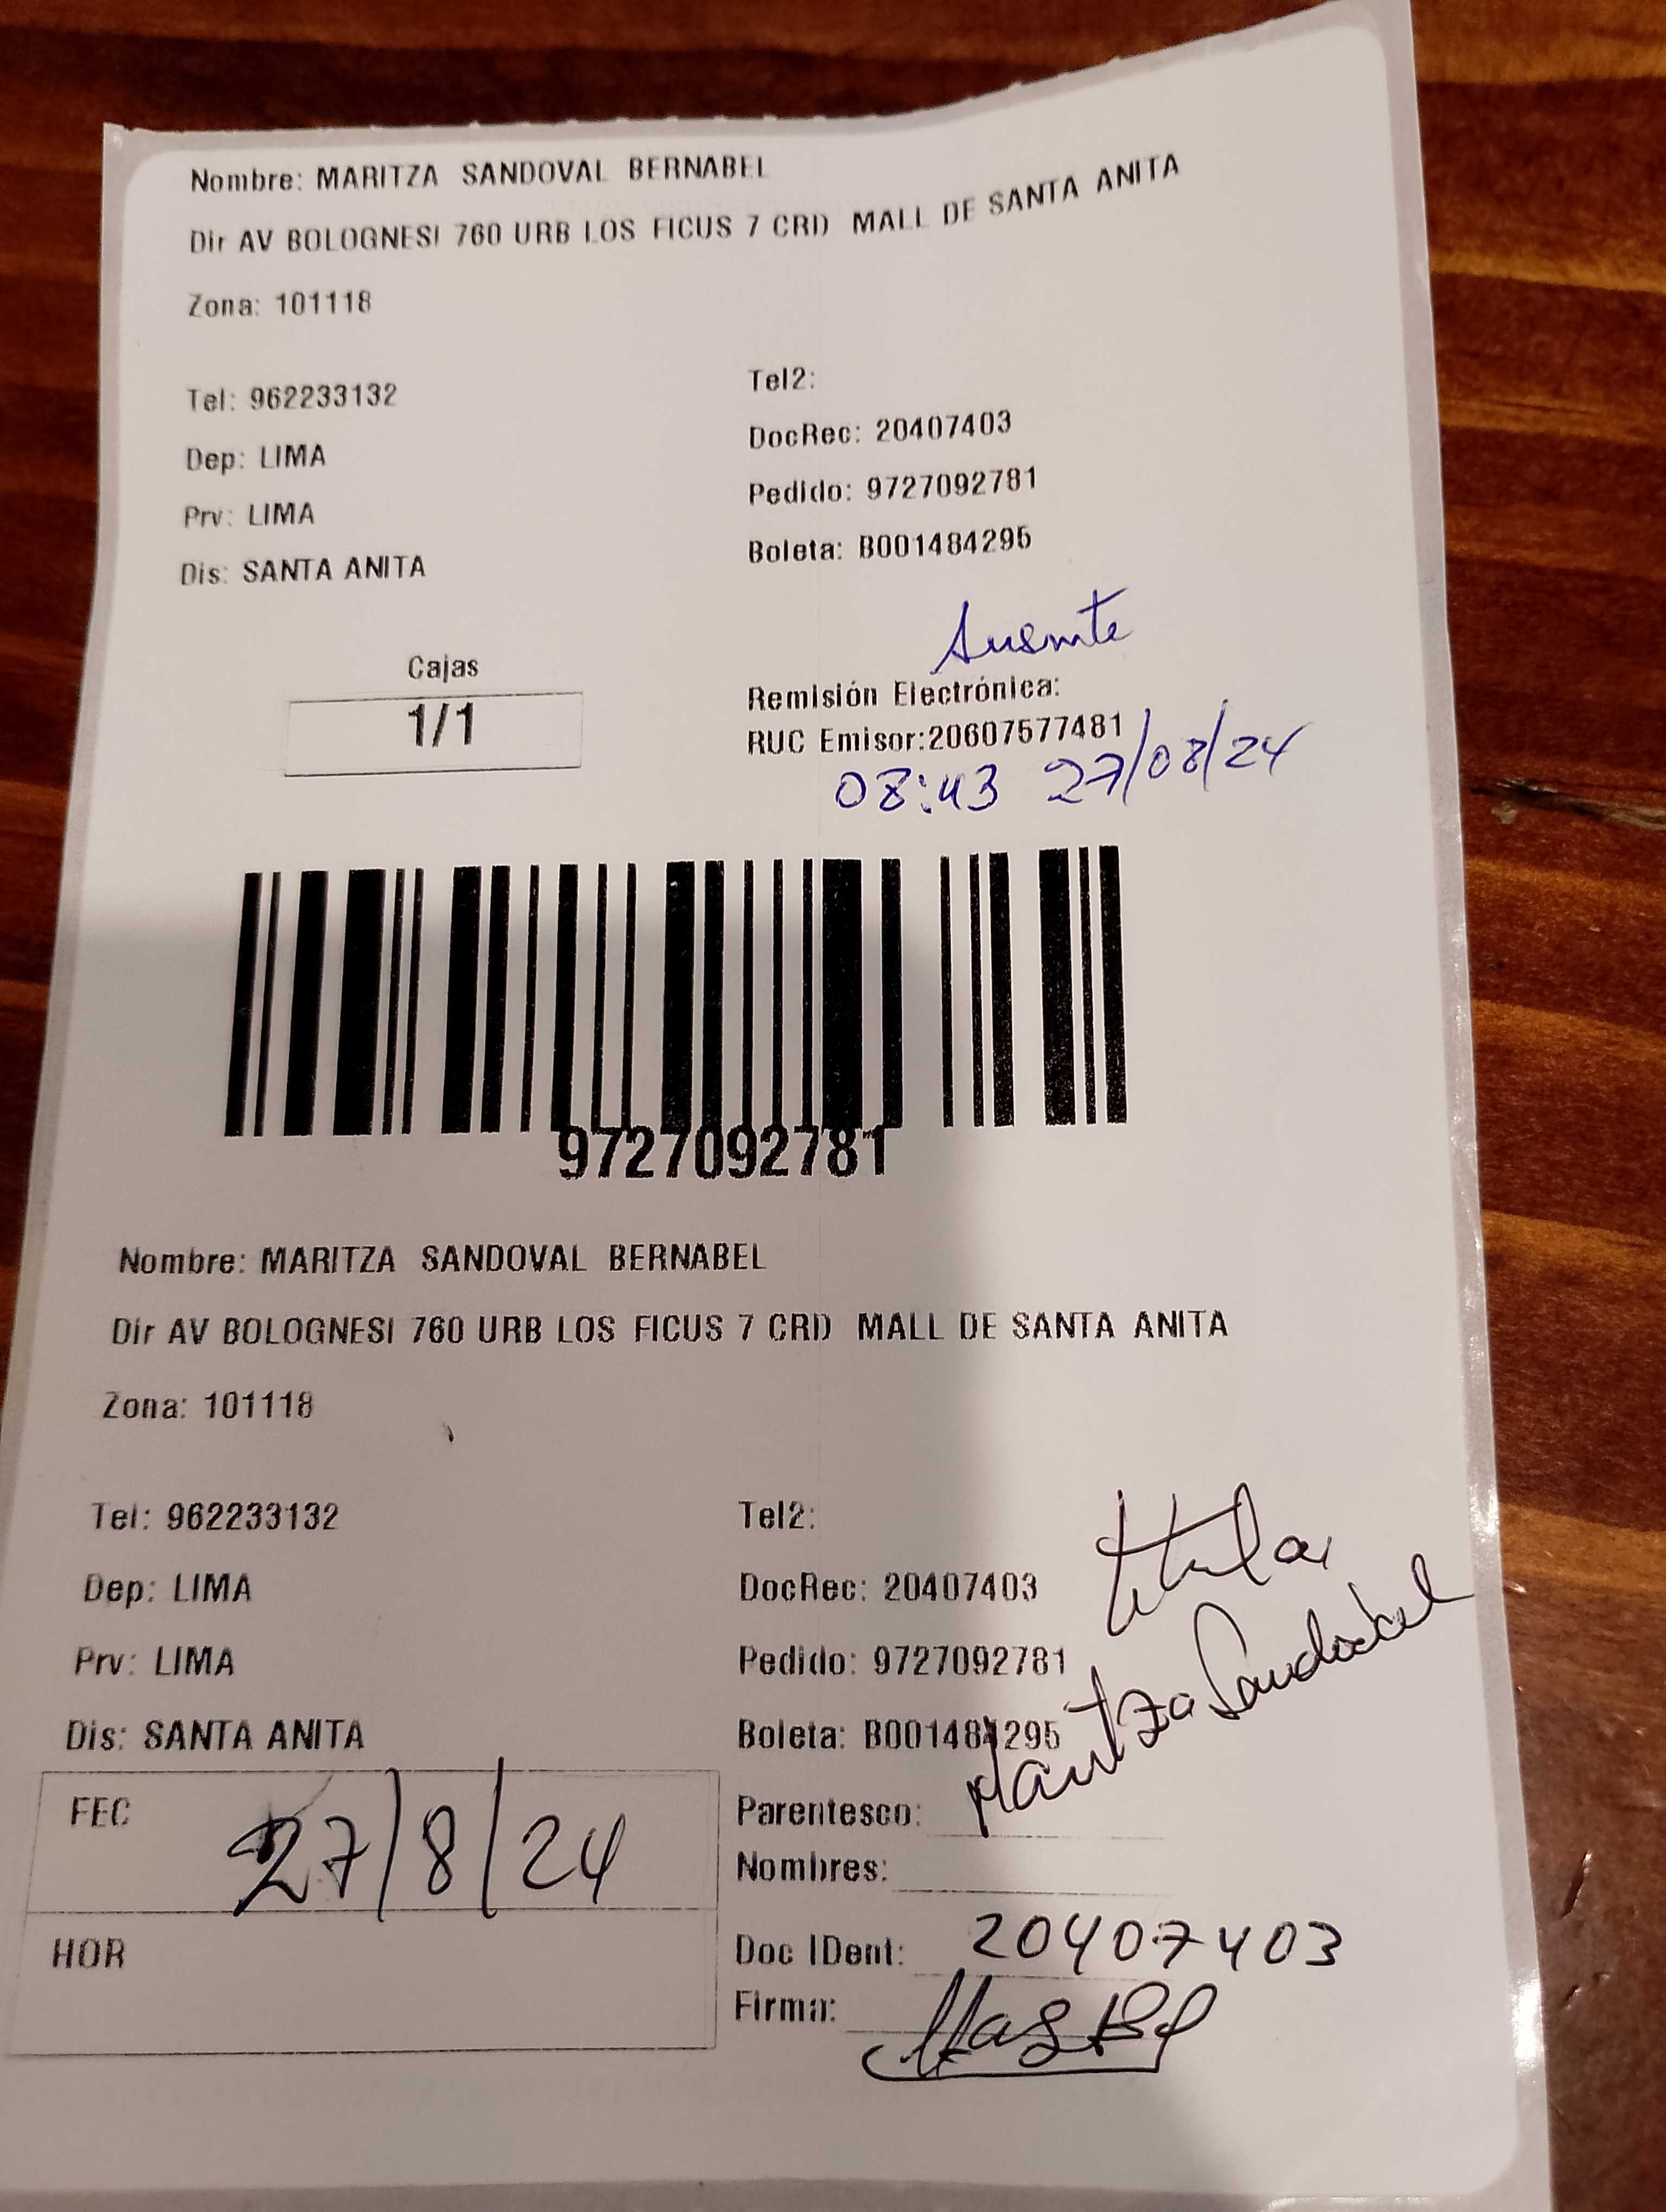 Nombre: MARITZA SANDOVAL BERNABEL
Dir AV BOLOGNESI 760 URB LOS FICUS 7 CRD MALL DE SANTA ANITA
Zona: 101118
Tel: 962233132 Tel2:
Dep: LIMA DocRec: 20407403
Prv: LIMA Pedido: 9727092781
Dis: SANTA ANITA Boleta: B001484295
Ausente
Cajas Remisión Electrónica:
1/1 RUC Emisor:20607577481
08:43 27/08/24
9727092781
Nombre: MARITZA SANDOVAL BERNABEL
Dir AV BOLOGNESI 760 URB LOS FICUS 7 CRD MALL DE SANTA ANITA
Zona: 101118
Tel: 962233132 Tel2:
titular
Dep: LIMA DocRec: 20407403
Maritza Sandoval
Prv: LIMA Pedido: 9727092781
Dis: SANTA ANITA Boleta: B001484295
FEC 27/8/24 Parentesco:
Nombres:
HOR Doc IDent: 20407403
Firma: